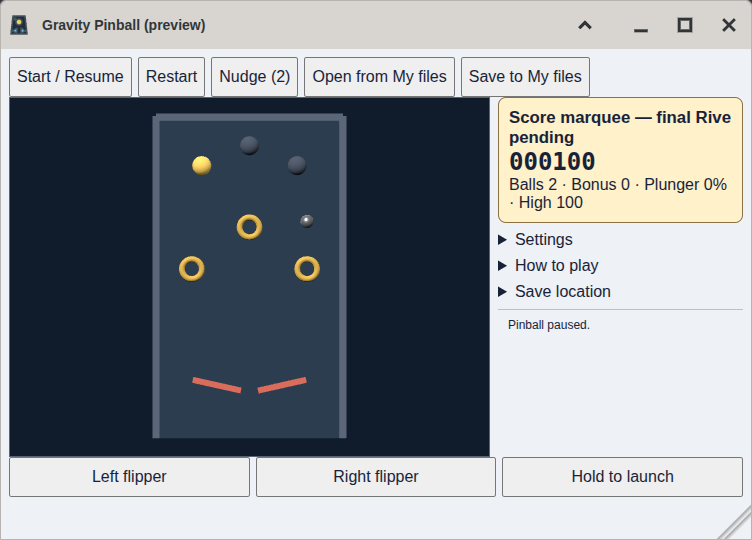 Gravity Pinball (preview)
Start / Resume
Restart
Nudge (2)
Open from My files
Save to My files
Score marquee — final Rive
pending
000100
Balls 2 · Bonus 0 · Plunger 0%
· High 100
Settings
How to play
Save location
Pinball paused.
Left flipper
Right flipper
Hold to launch